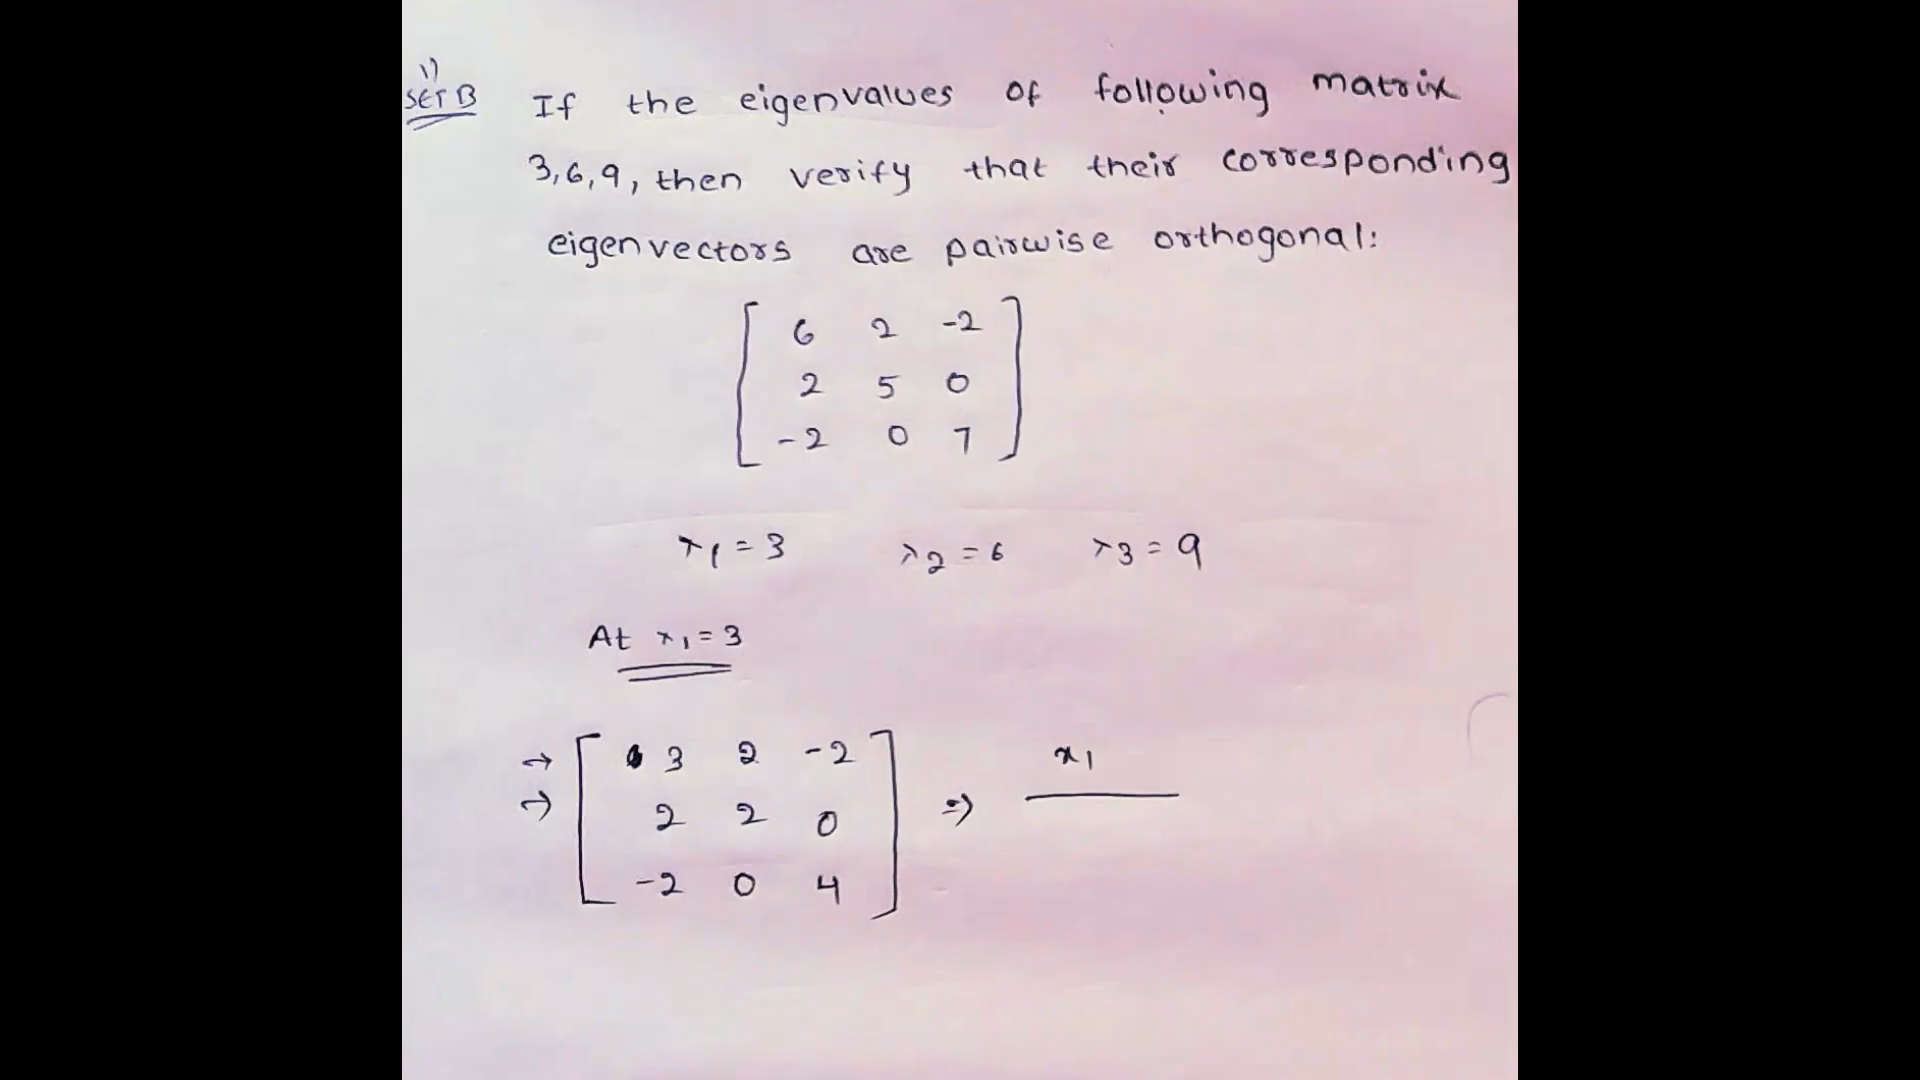 1)
SET B If the eigenvalues of following matrix
3,6,9, then verify that their corresponding
eigenvectors are pairwise orthogonal:
6 2 -2
2 5 0
-2 0 7
λ1 = 3 λ2 = 6 λ3 = 9
At λ1 = 3
→ 3 2 -2 x1
→ 2 2 0 ⇒
-2 0 4